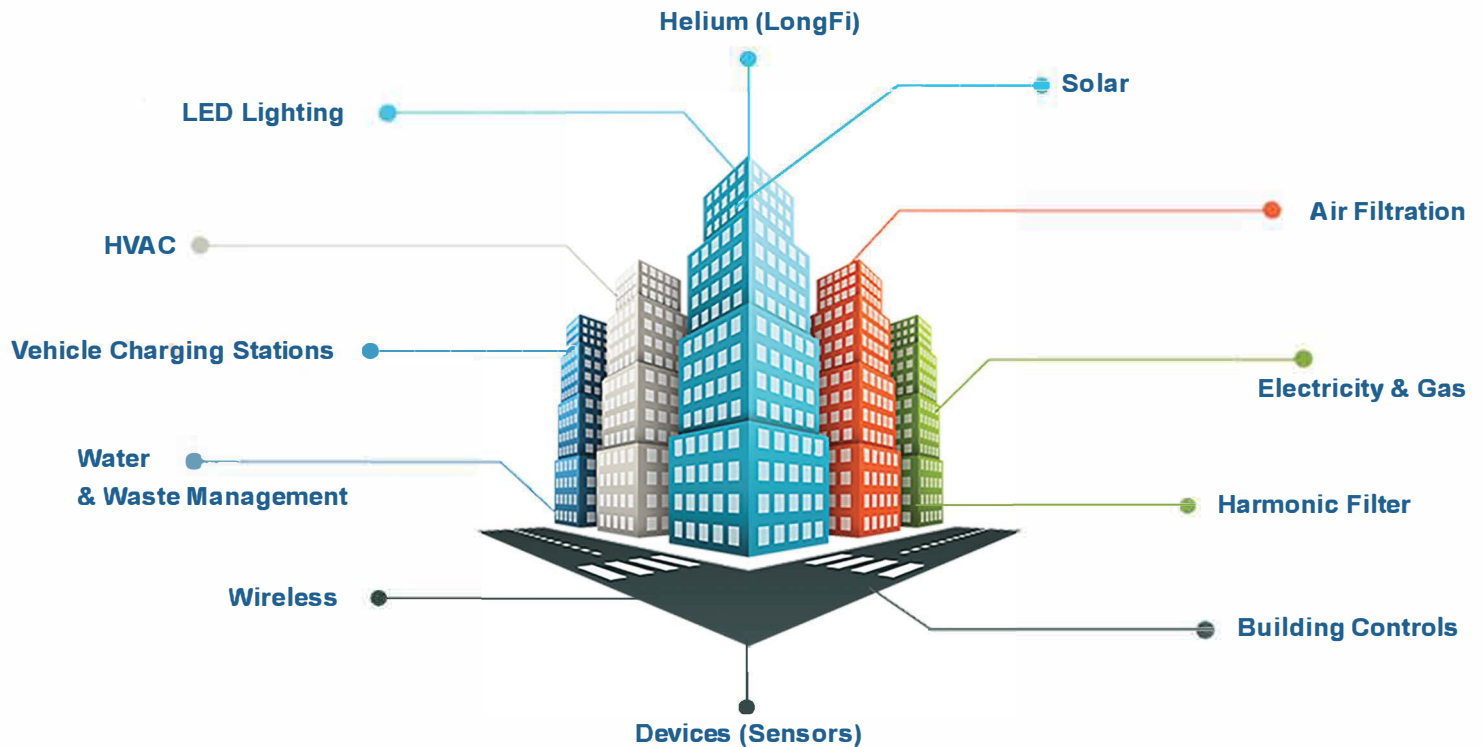 Helium (LongFi)
Solar
LED Lighting
Air Filtration
HVAC
Vehicle Charging Stations
Electricity & Gas
Water
& Waste Management
Harmonic Filter
Wireless
Building Controls
Devices (Sensors)